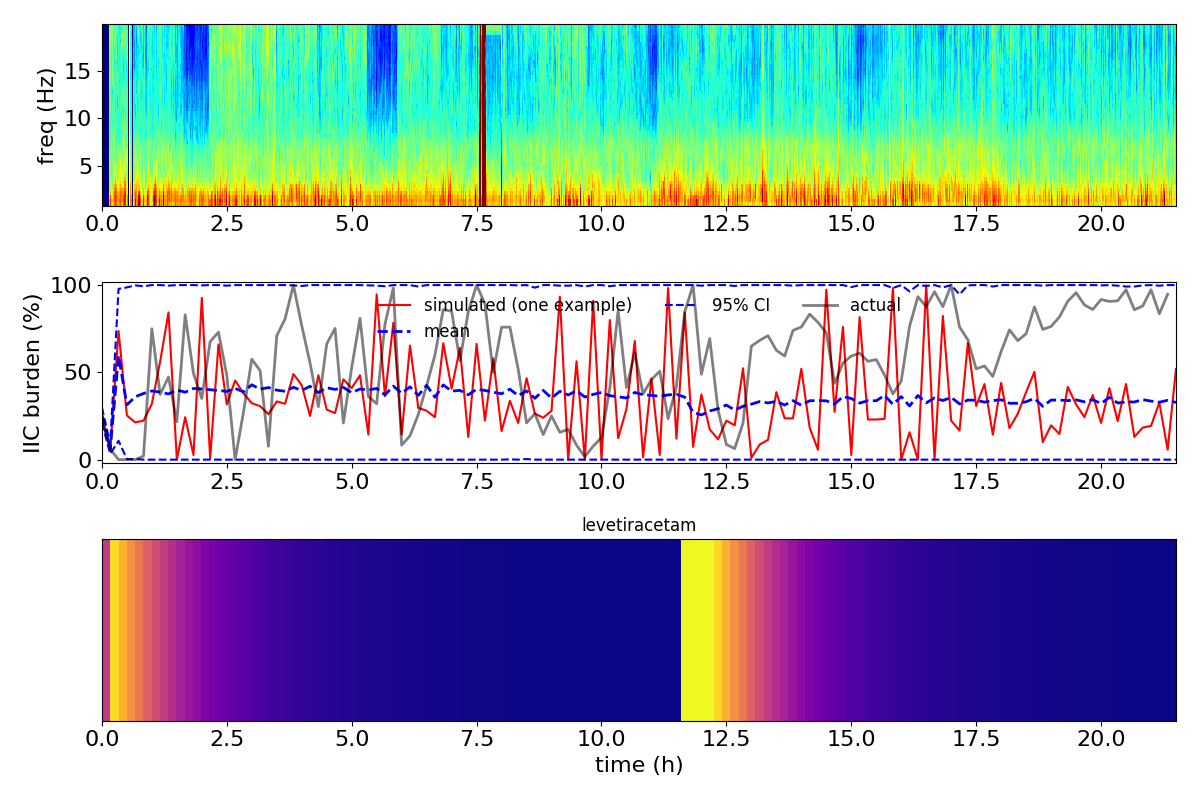 freq (Hz)
15
10
5
0.0 2.5 5.0 7.5 10.0 12.5 15.0 17.5 20.0
IIC burden (%)
100
50
0
simulated (one example) 95% CI actual
mean
0.0 2.5 5.0 7.5 10.0 12.5 15.0 17.5 20.0
levetiracetam
0.0 2.5 5.0 7.5 10.0 12.5 15.0 17.5 20.0
time (h)